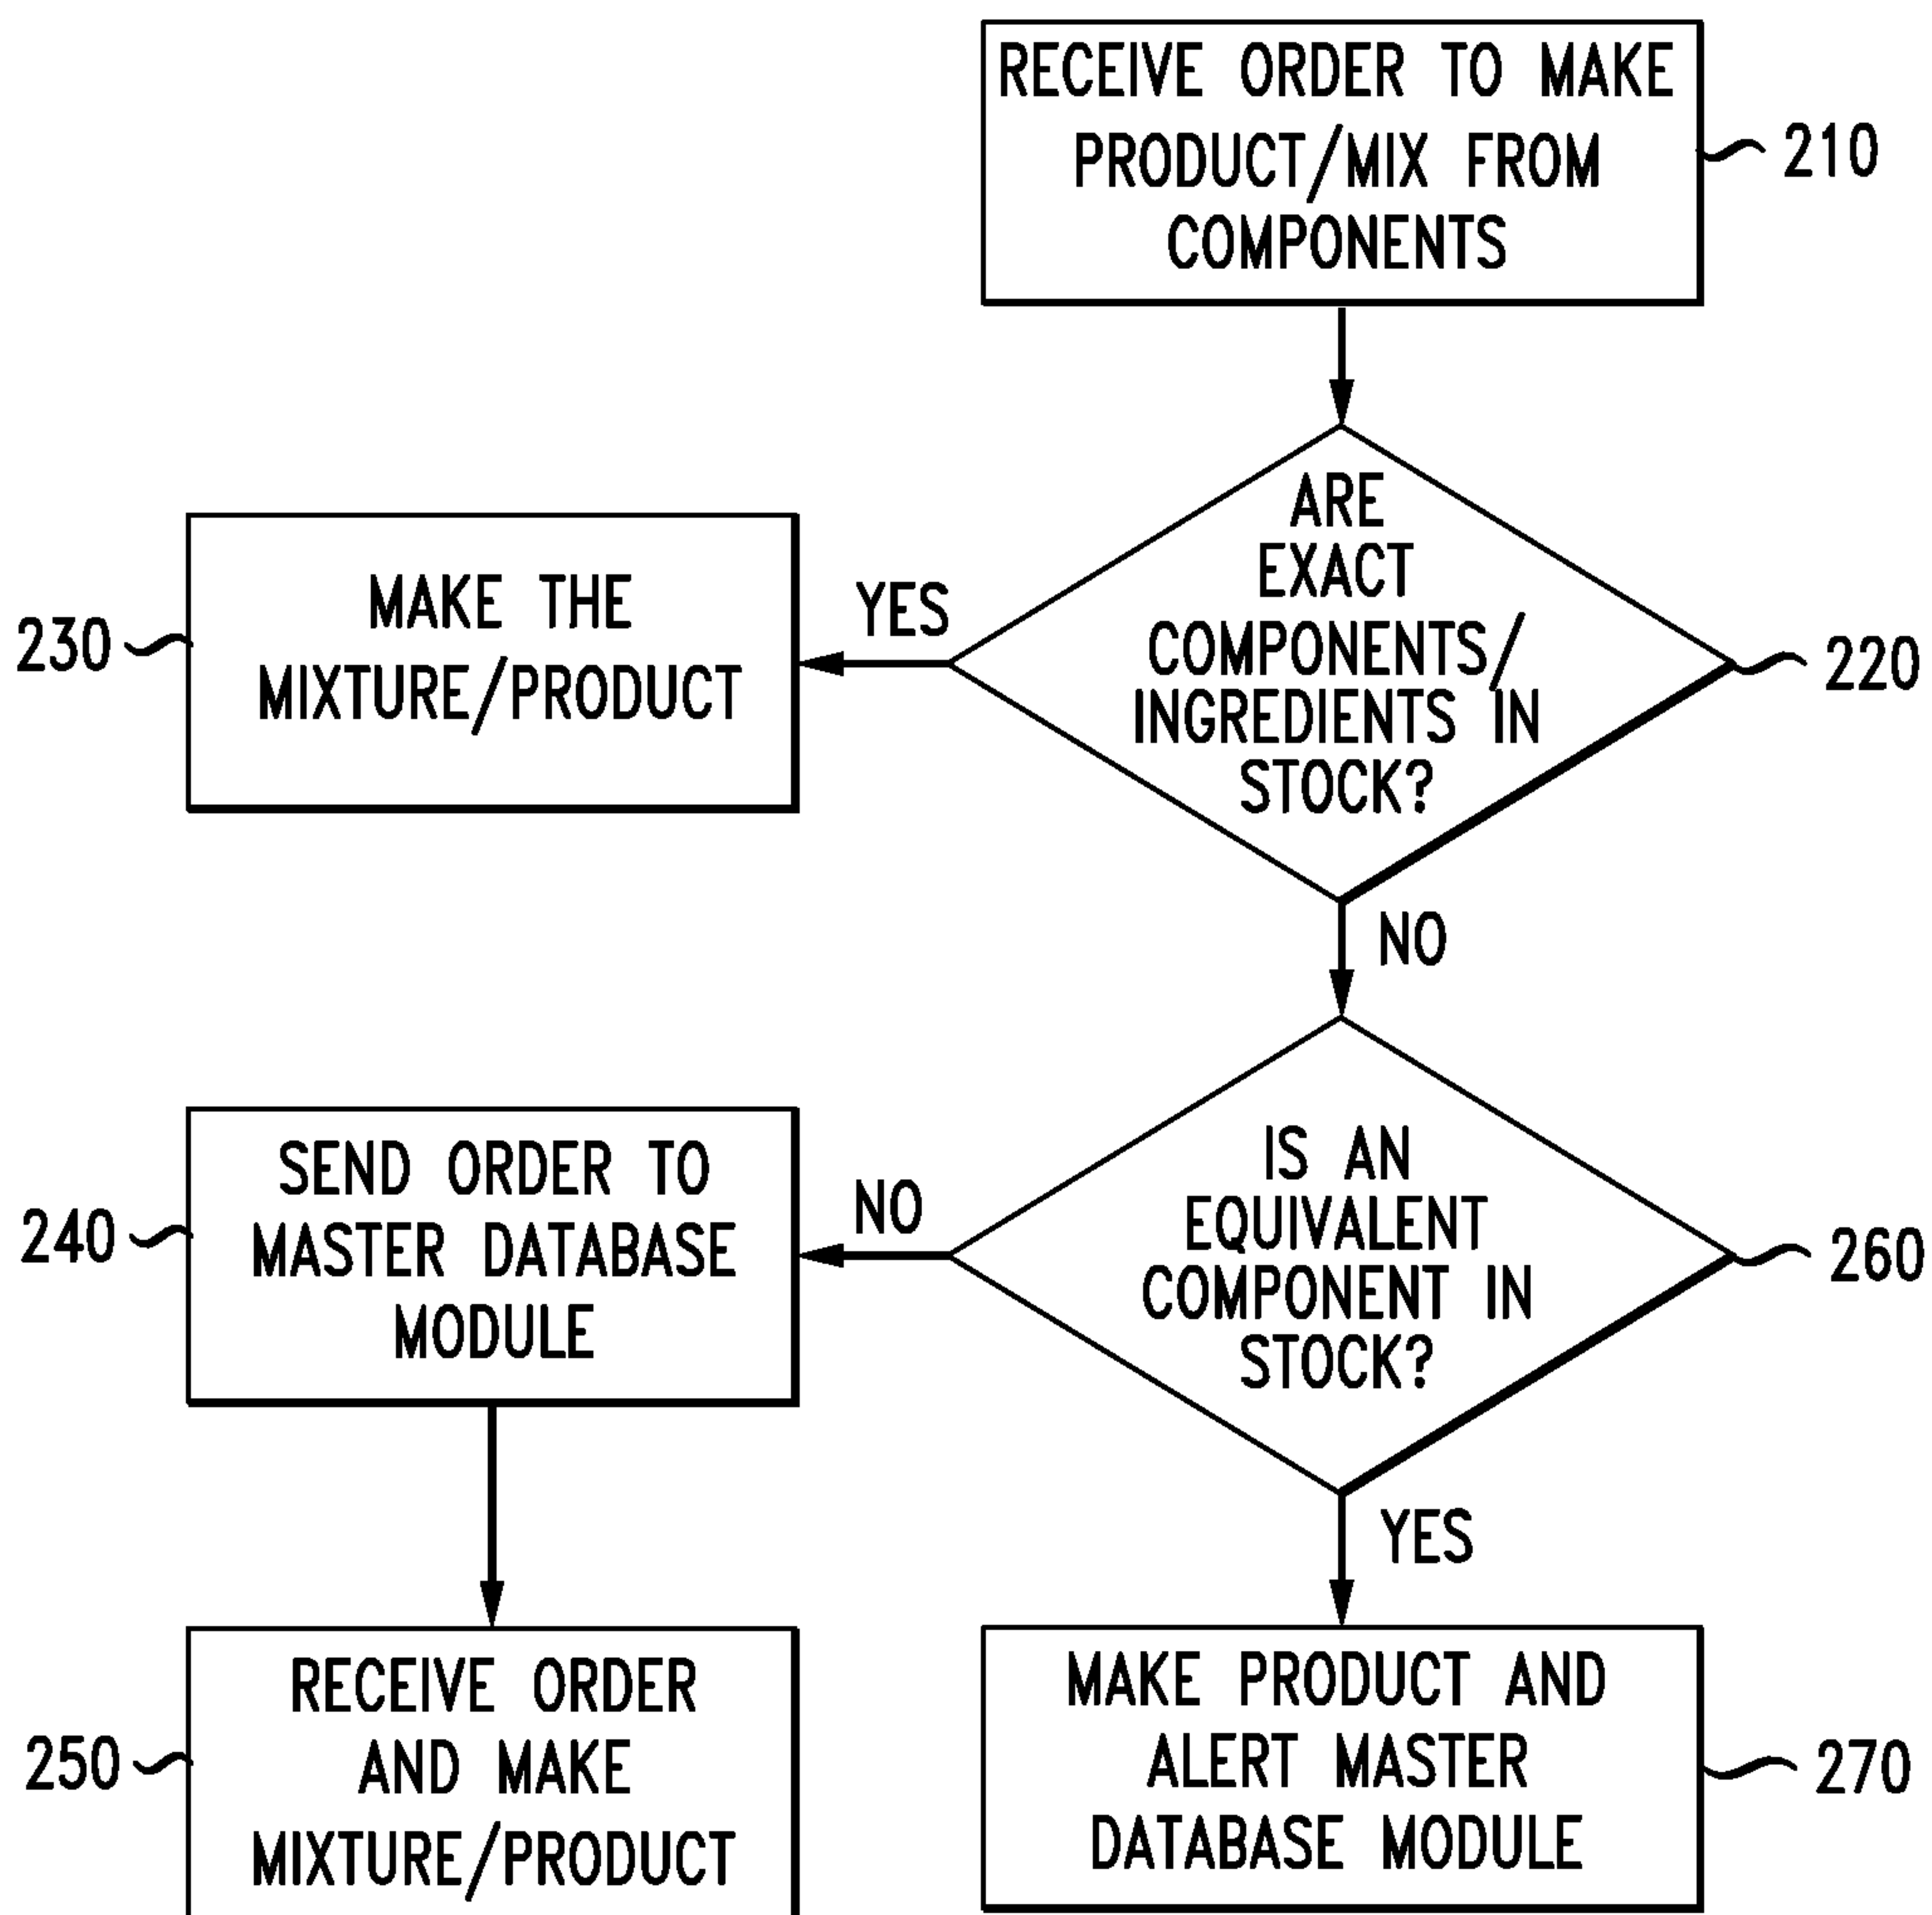 RECEIVE ORDER TO MAKE
PRODUCT/MIX FROM
COMPONENTS
210
ARE
EXACT
COMPONENTS/
INGREDIENTS IN
STOCK?
220
YES
MAKE THE
MIXTURE/PRODUCT
230
NO
IS AN
EQUIVALENT
COMPONENT IN
STOCK?
260
NO
SEND ORDER TO
MASTER DATABASE
MODULE
240
YES
RECEIVE ORDER
AND MAKE
MIXTURE/PRODUCT
250
MAKE PRODUCT AND
ALERT MASTER
DATABASE MODULE
270